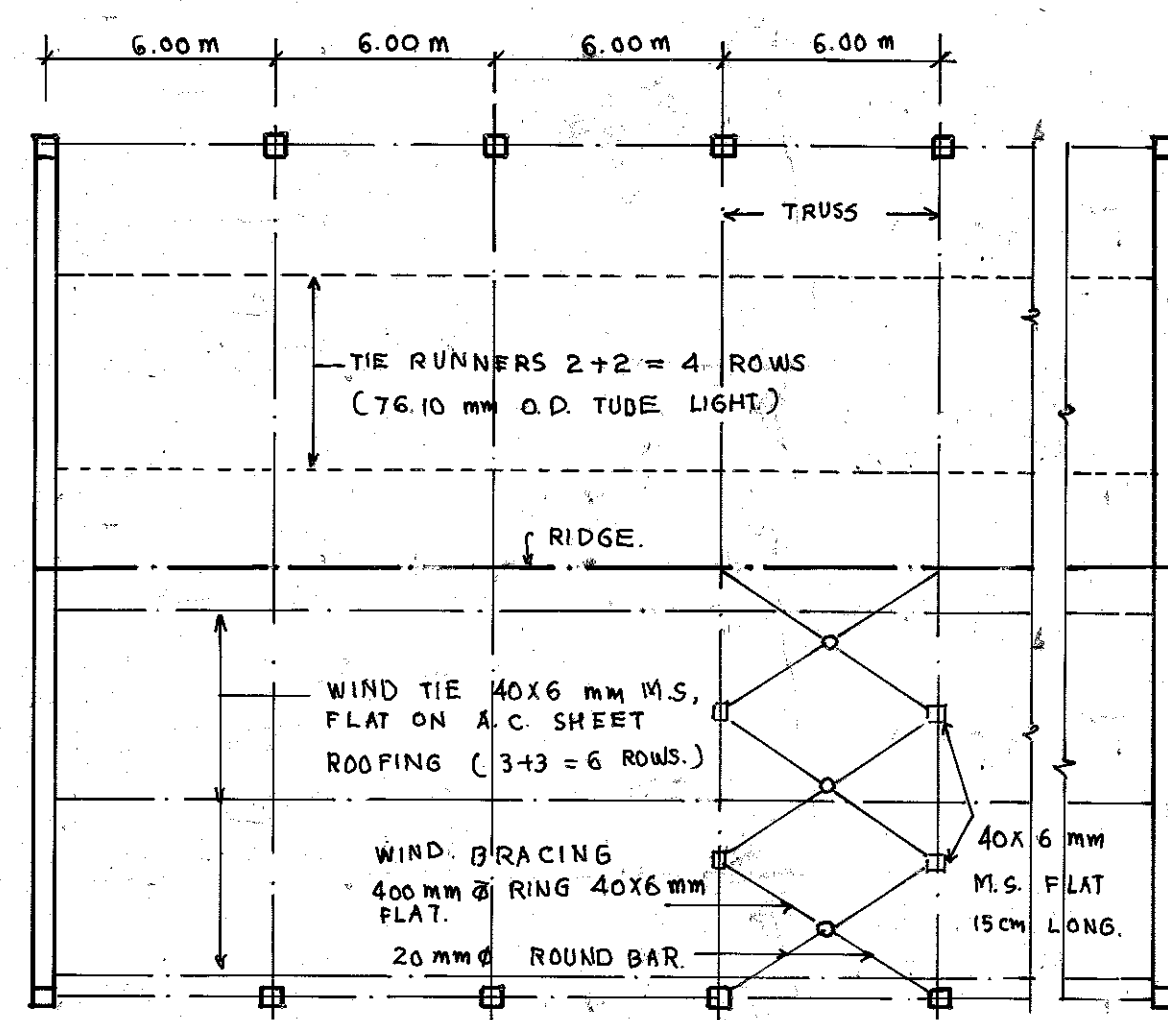 6.00 m 6.00 m 6.00 m 6.00 m
TRUSS
TIE RUNNERS 2+2 = 4 ROWS
(76.10 mm O.D. TUBE LIGHT.)
RIDGE.
WIND TIE 40X6 mm M.S,
FLAT ON A.C. SHEET
ROOFING (3+3 = 6 ROWS.)
WIND. BRACING
400 mm Ø RING 40X6 mm
FLAT.
20 mm Ø ROUND BAR.
40X6 mm
M.S. FLAT
15 cm LONG.